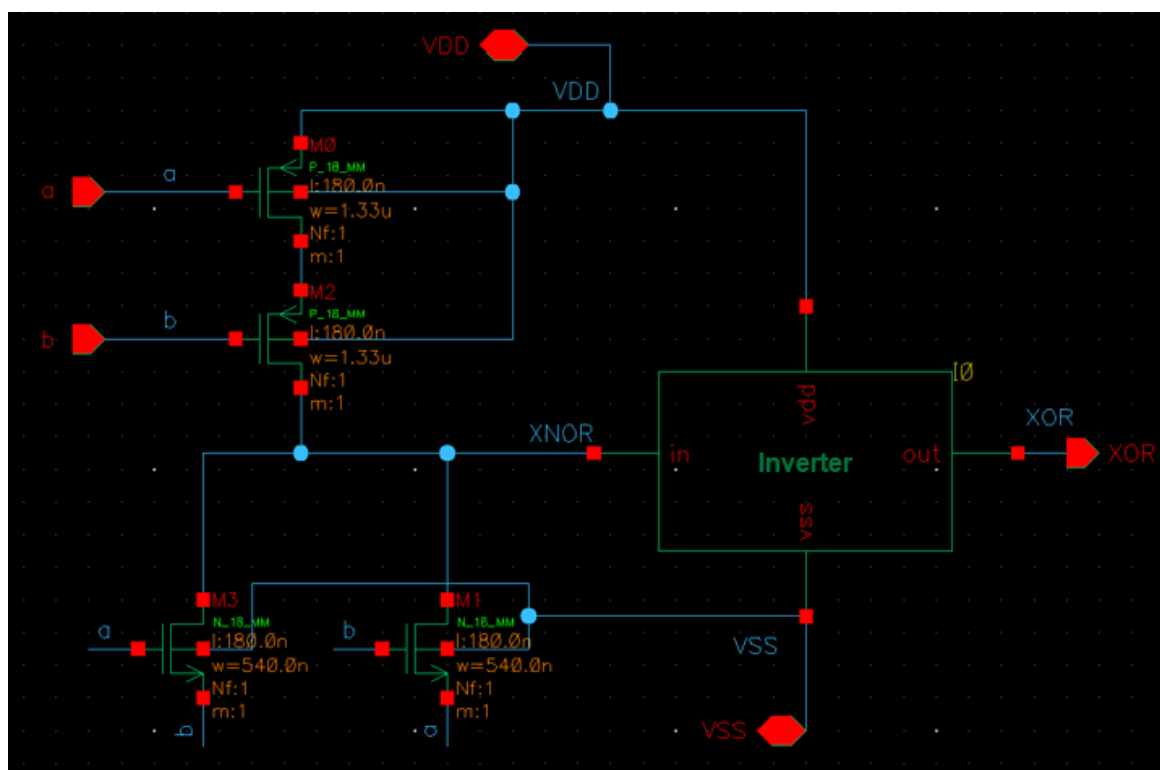 VDD
VDD
M0
P_18_MM
l:180.0n
w=1.33u
Nf:1
m:1
a
a
M2
P_18_MM
l:180.0n
w=1.33u
Nf:1
m:1
b
b
I0
vdd
XNOR
in
Inverter
out
XOR
XOR
vss
M3
N_18_MM
l:180.0n
w=540.0n
Nf:1
m:1
a
b
M1
N_18_MM
l:180.0n
w=540.0n
Nf:1
m:1
b
a
VSS
VSS